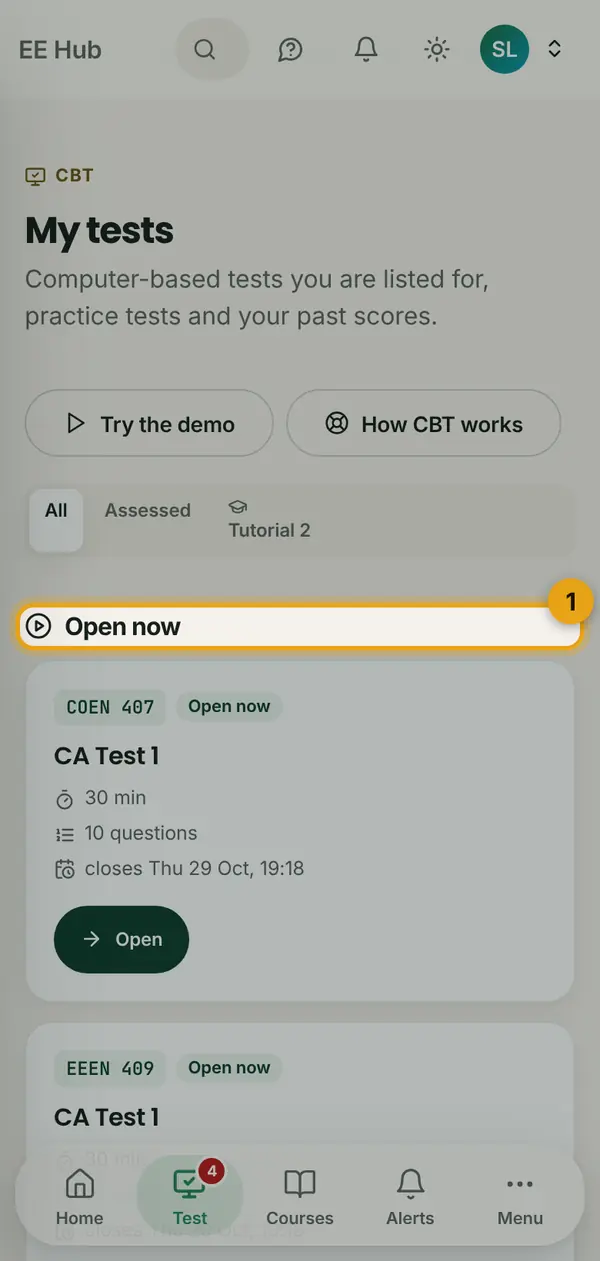 EE Hub
SL
CBT
My tests
Computer-based tests you are listed for,
practice tests and your past scores.
Try the demo
How CBT works
All
Assessed
Tutorial 2
1
Open now
COEN 407
Open now
CA Test 1
30 min
10 questions
closes Thu 29 Oct, 19:18
Open
EEEN 409
Open now
CA Test 1
30 min
4
Home
Test
Courses
Alerts
Menu